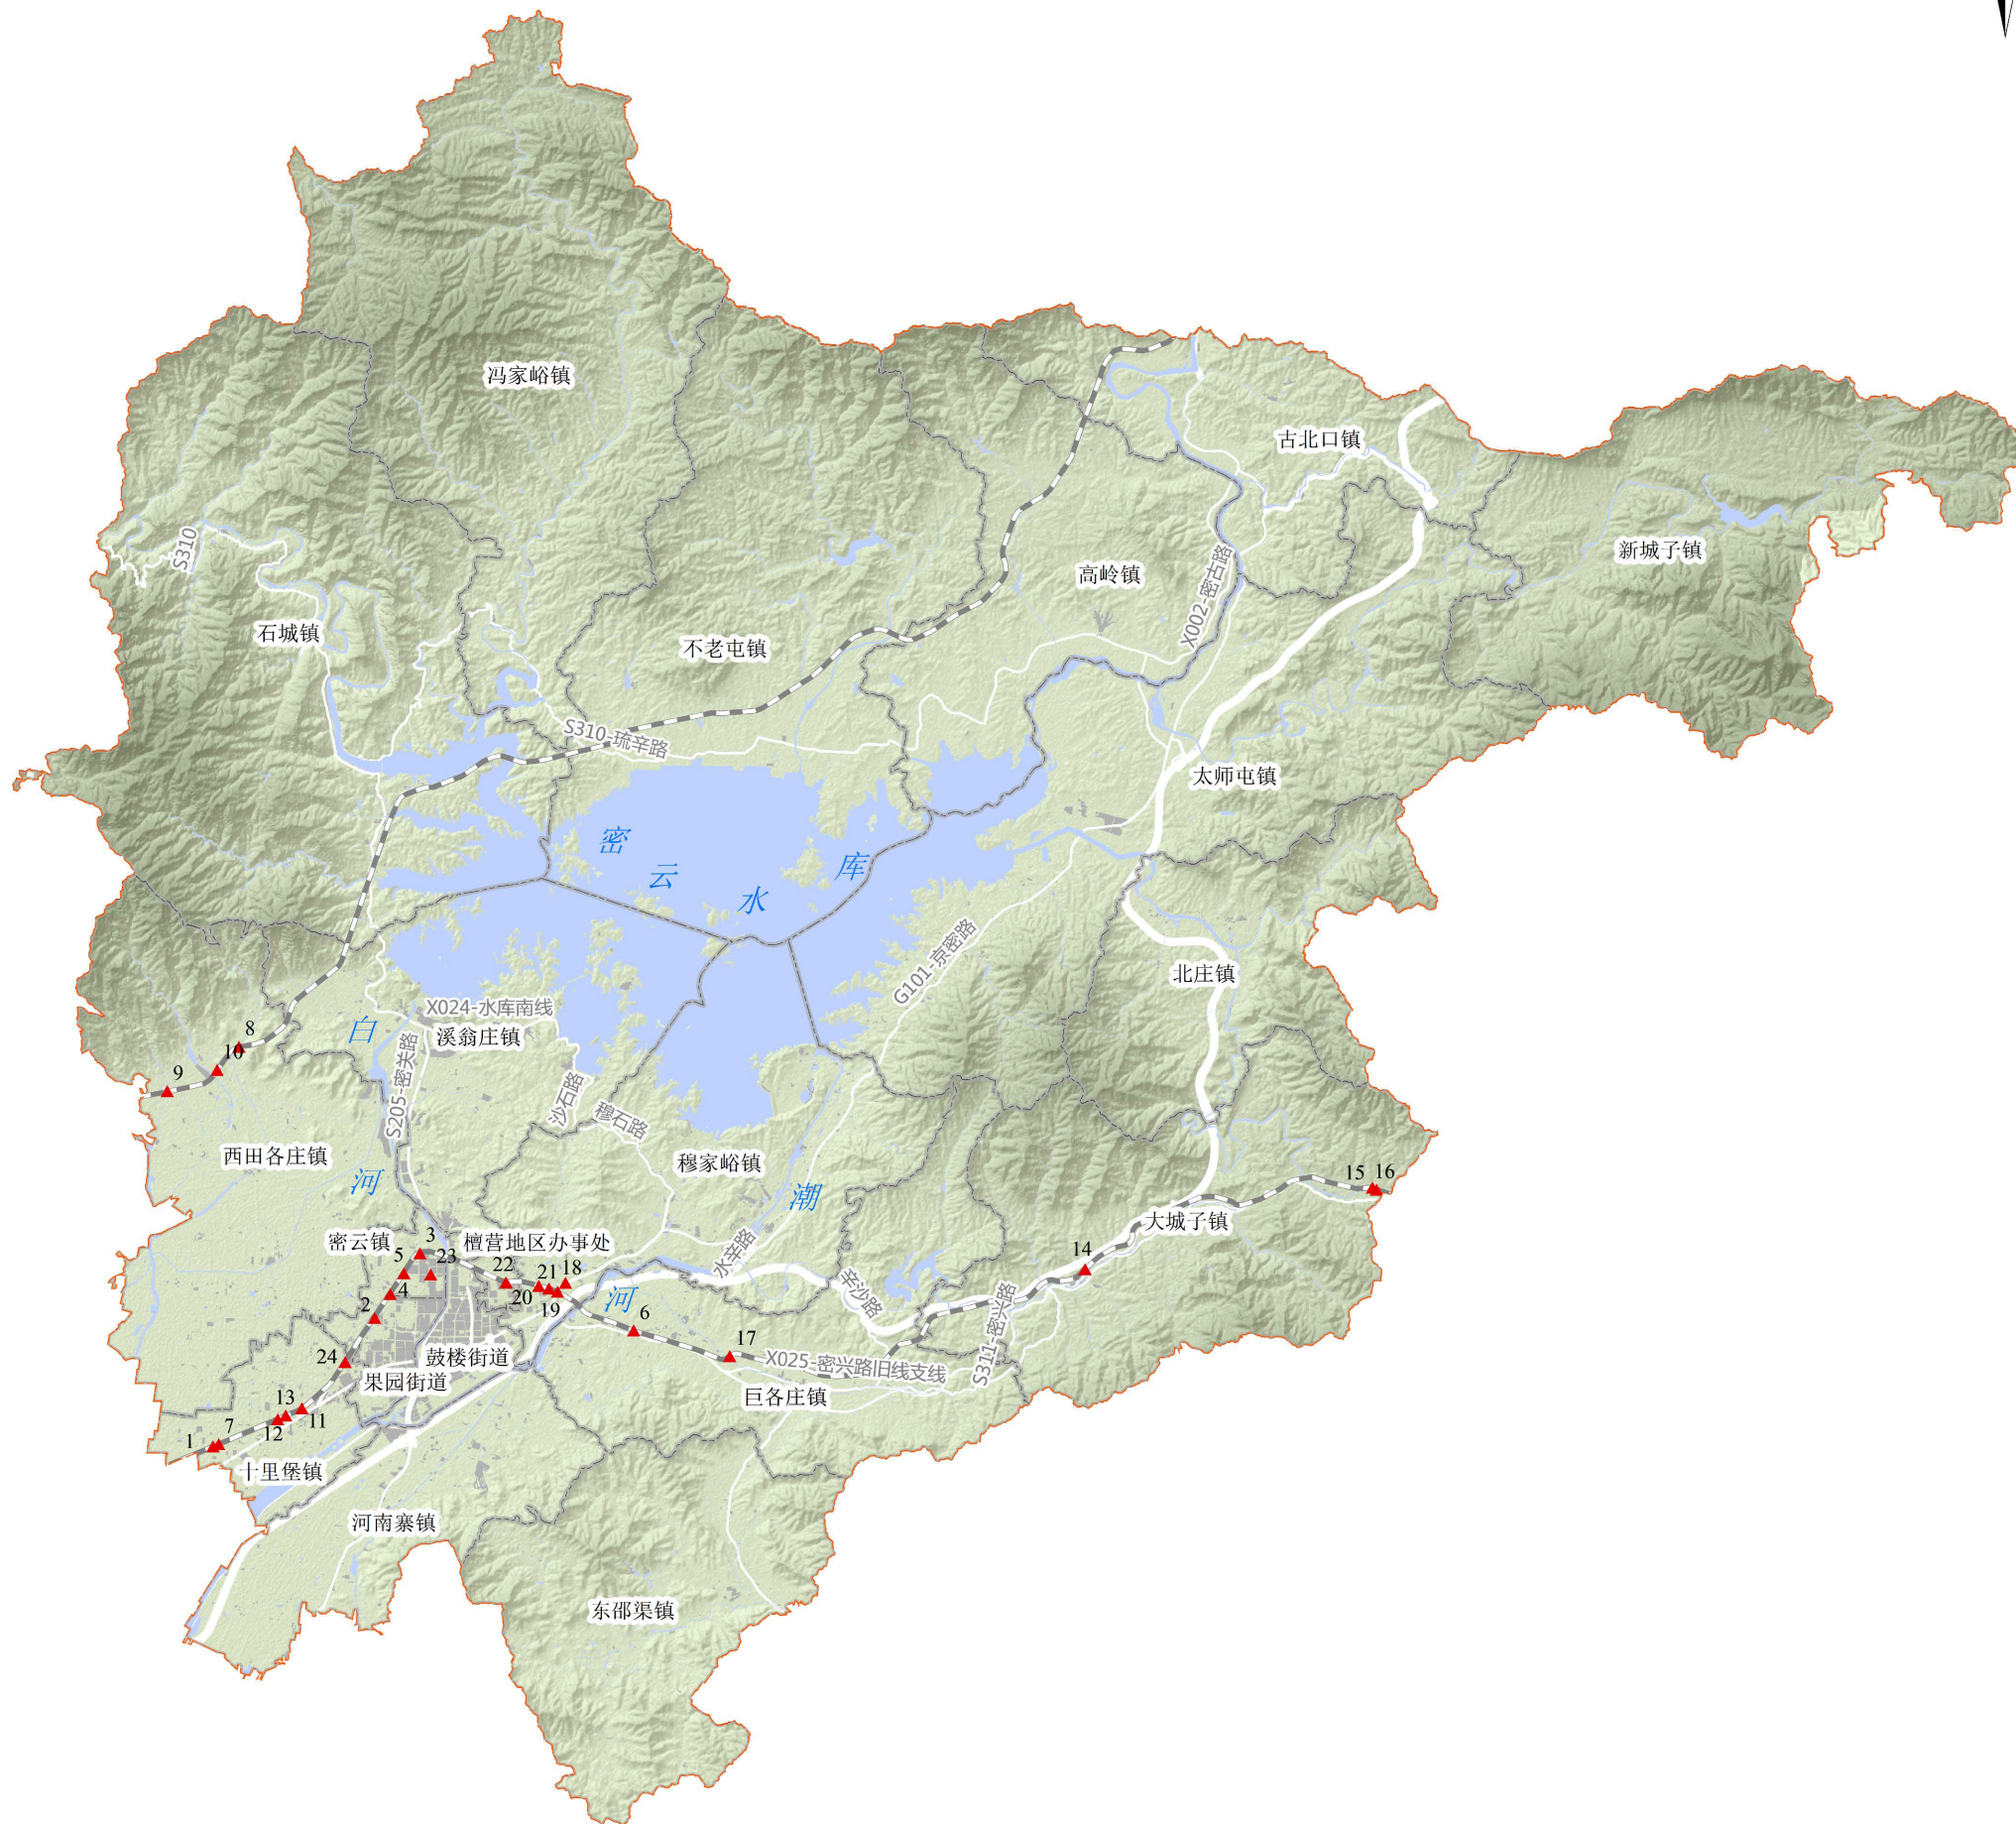 冯家峪镇
古北口镇
S310
新城子镇
高岭镇
X002-密古路
石城镇
不老屯镇
S310-琉辛路
太师屯镇
密云水库
G101-京密路
北庄镇
X024-水库南线
白河
溪翁庄镇
8
10
9
S205-密关路
沙石路
穆石路
西田各庄镇
穆家峪镇
15
16
潮河
大城子镇
密云镇
3
檀营地区办事处
水辛路
14
5
23
22
21
18
4
20
19
辛沙路
2
6
S311-密兴路
17
24
鼓楼街道
X025-密兴路旧线支线
果园街道
巨各庄镇
13
11
12
7
1
十里堡镇
河南寨镇
东邵渠镇